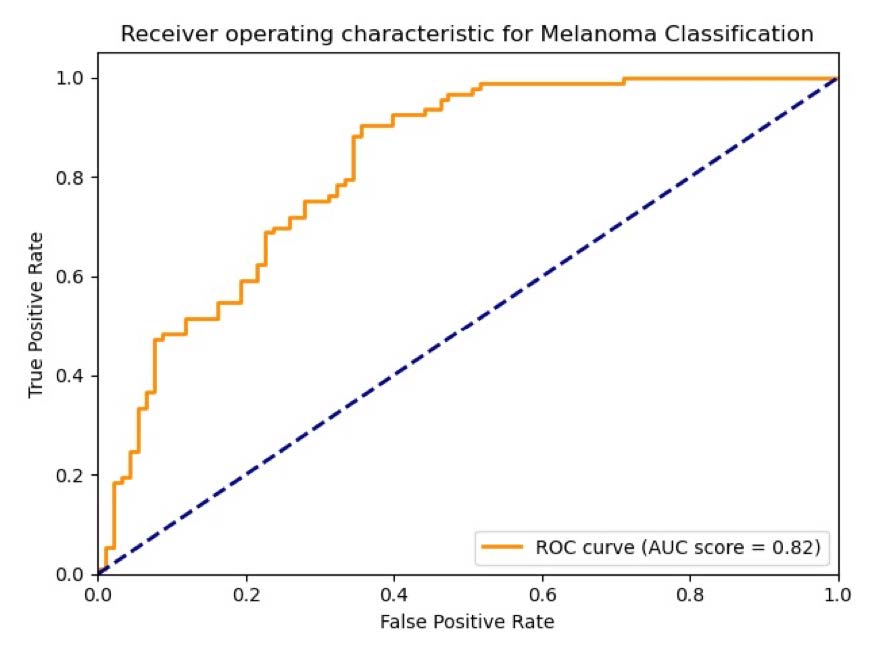 Receiver operating characteristic for Melanoma Classification
1.0
0.8
0.6
0.4
0.2
0.0
True Positive Rate
ROC curve (AUC score = 0.82)
0.0 0.2 0.4 0.6 0.8 1.0
False Positive Rate